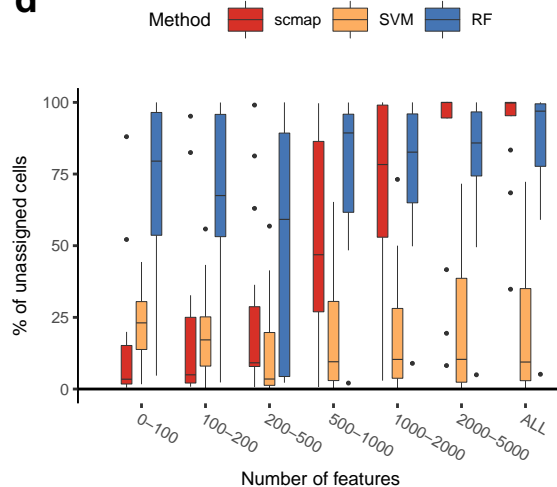 d
Method scmap SVM RF
% of unassigned cells
100
75
50
25
0
0–100 100–200 200–500 500–1000 1000–2000 2000–5000 ALL
Number of features